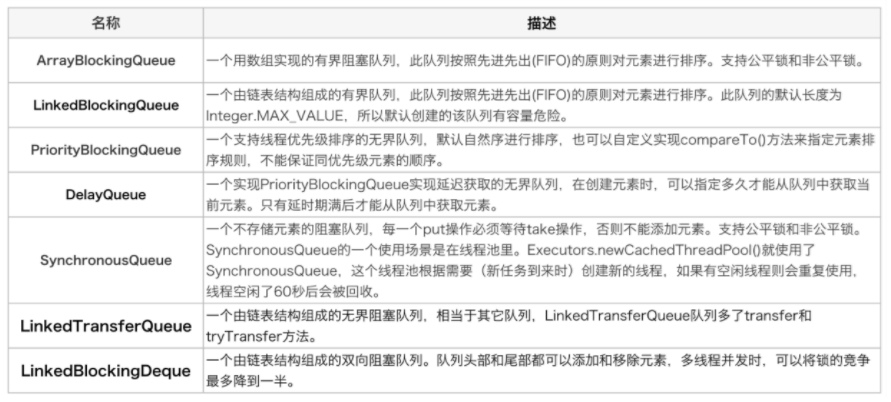 名称 描述
ArrayBlockingQueue 一个用数组实现的有界阻塞队列，此队列按照先进先出(FIFO)的原则对元素进行排序。支持公平锁和非公平锁。
LinkedBlockingQueue 一个由链表结构组成的有界队列，此队列按照先进先出(FIFO)的原则对元素进行排序。此队列的默认长度为
Integer.MAX_VALUE，所以默认创建的该队列有容量危险。
PriorityBlockingQueue 一个支持线程优先级排序的无界队列，默认自然序进行排序，也可以自定义实现compareTo()方法来指定元素排
序规则，不能保证同优先级元素的顺序。
DelayQueue 一个实现PriorityBlockingQueue实现延迟获取的无界队列，在创建元素时，可以指定多久才能从队列中获取当
前元素。只有延时期满后才能从队列中获取元素。
SynchronousQueue 一个不存储元素的阻塞队列，每一个put操作必须等待take操作，否则不能添加元素。支持公平锁和非公平锁。
SynchronousQueue的一个使用场景是在线程池里。Executors.newCachedThreadPool()就使用了
SynchronousQueue，这个线程池根据需要（新任务到来时）创建新的线程，如果有空闲线程则会重复使用，
线程空闲了60秒后会被回收。
LinkedTransferQueue 一个由链表结构组成的无界阻塞队列，相当于其它队列，LinkedTransferQueue队列多了transfer和
tryTransfer方法。
LinkedBlockingDeque 一个由链表结构组成的双向阻塞队列。队列头部和尾部都可以添加和移除元素，多线程并发时，可以将锁的竞争
最多降到一半。